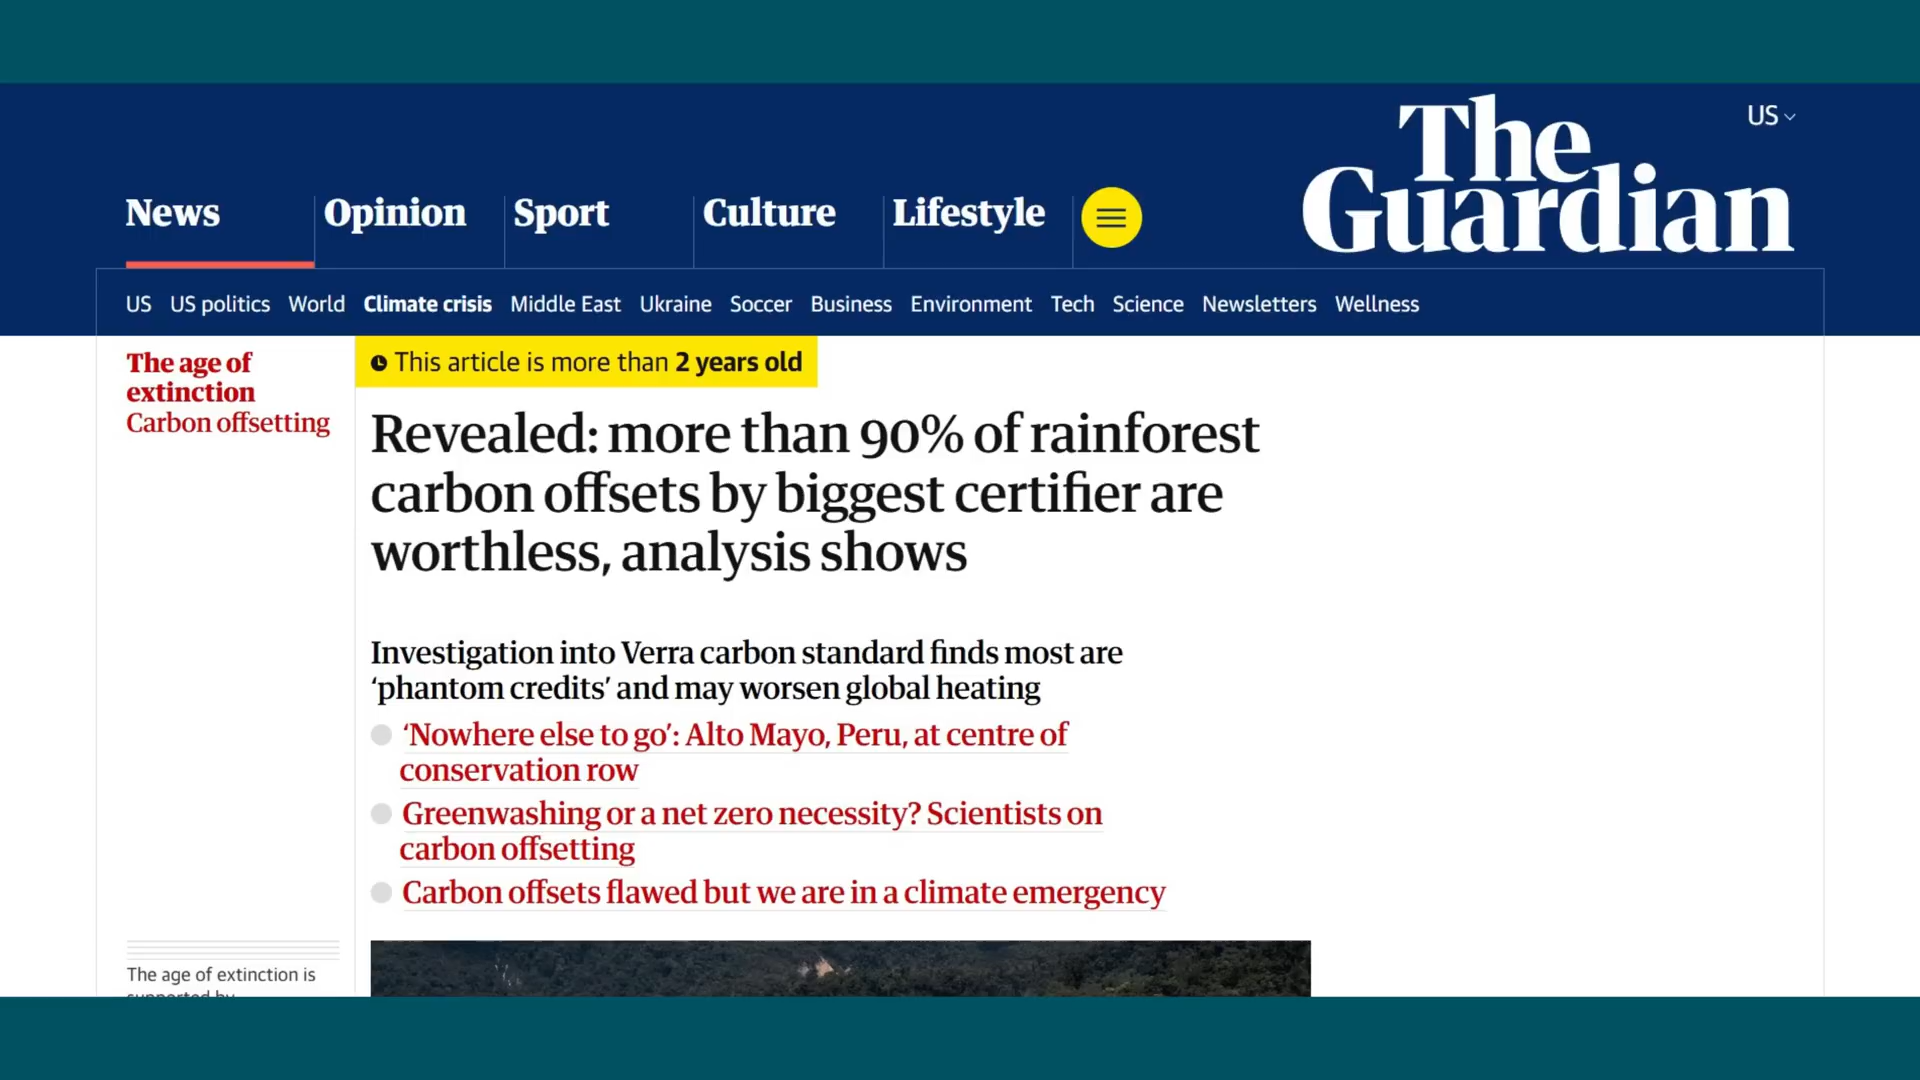 The
Guardian
US
News Opinion Sport Culture Lifestyle
US US politics World Climate crisis Middle East Ukraine Soccer Business Environment Tech Science Newsletters Wellness
The age of
extinction
Carbon offsetting
This article is more than 2 years old
Revealed: more than 90% of rainforest
carbon offsets by biggest certifier are
worthless, analysis shows
Investigation into Verra carbon standard finds most are
‘phantom credits’ and may worsen global heating
‘Nowhere else to go’: Alto Mayo, Peru, at centre of
conservation row
Greenwashing or a net zero necessity? Scientists on
carbon offsetting
Carbon offsets flawed but we are in a climate emergency
The age of extinction is
supported by